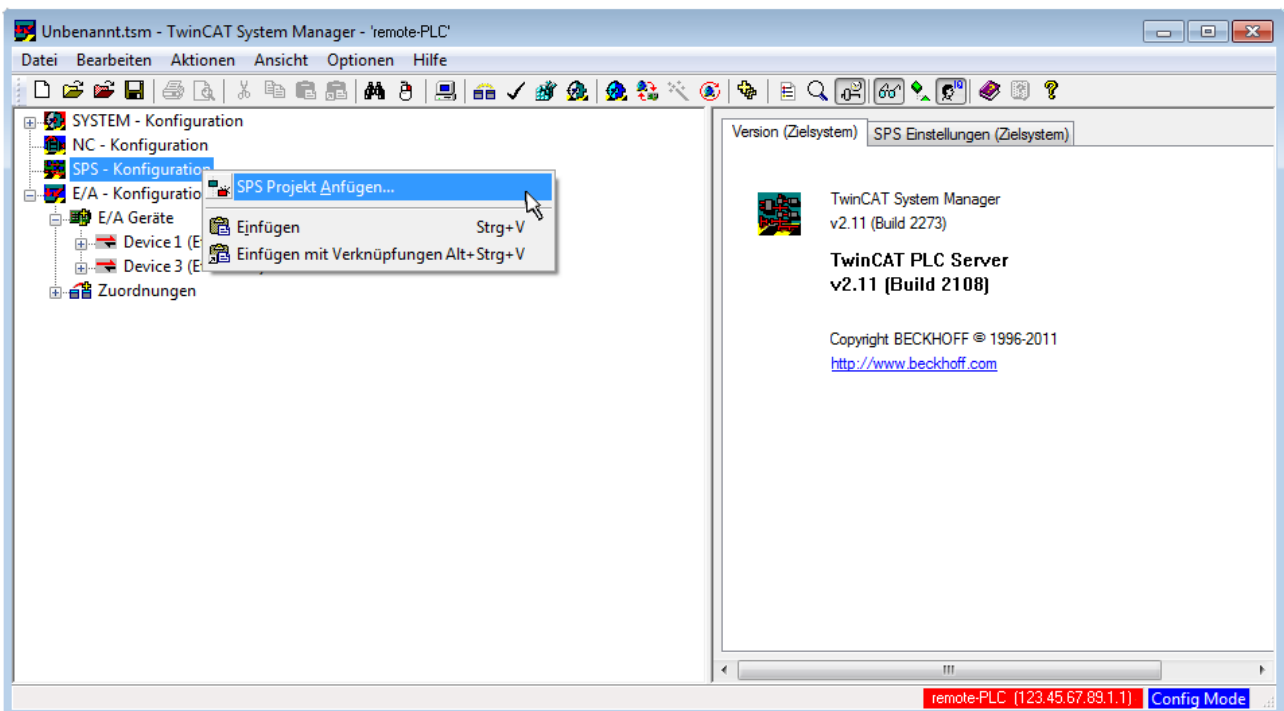 Unbenannt.tsm - TwinCAT System Manager - 'remote-PLC'
Datei Bearbeiten Aktionen Ansicht Optionen Hilfe
SYSTEM - Konfiguration
NC - Konfiguration
SPS - Konfiguration
E/A - Konfiguratio
E/A Geräte
Device 1 (E
Device 3 (E
Zuordnungen
SPS Projekt Anfügen...
Einfügen Strg+V
Einfügen mit Verknüpfungen Alt+Strg+V
Version (Zielsystem) SPS Einstellungen (Zielsystem)
TwinCAT System Manager
v2.11 (Build 2273)
TwinCAT PLC Server
v2.11 (Build 2108)
Copyright BECKHOFF © 1996-2011
http://www.beckhoff.com
remote-PLC (123.45.67.89.1.1) Config Mode